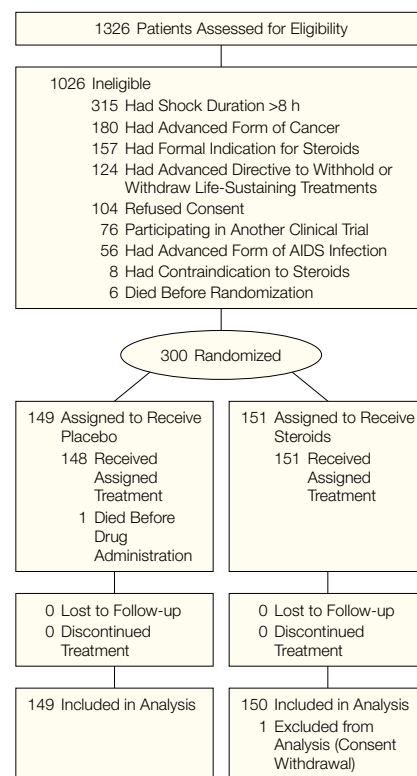 1326 Patients Assessed for Eligibility
1026 Ineligible
315 Had Shock Duration >8 h
180 Had Advanced Form of Cancer
157 Had Formal Indication for Steroids
124 Had Advanced Directive to Withhold or
Withdraw Life-Sustaining Treatments
104 Refused Consent
76 Participating in Another Clinical Trial
56 Had Advanced Form of AIDS Infection
8 Had Contraindication to Steroids
6 Died Before Randomization
300 Randomized
149 Assigned to Receive
Placebo
148 Received
Assigned
Treatment
1 Died Before
Drug
Administration
151 Assigned to Receive
Steroids
151 Received
Assigned
Treatment
0 Lost to Follow-up
0 Discontinued
Treatment
0 Lost to Follow-up
0 Discontinued
Treatment
149 Included in Analysis
150 Included in Analysis
1 Excluded from
Analysis (Consent
Withdrawal)